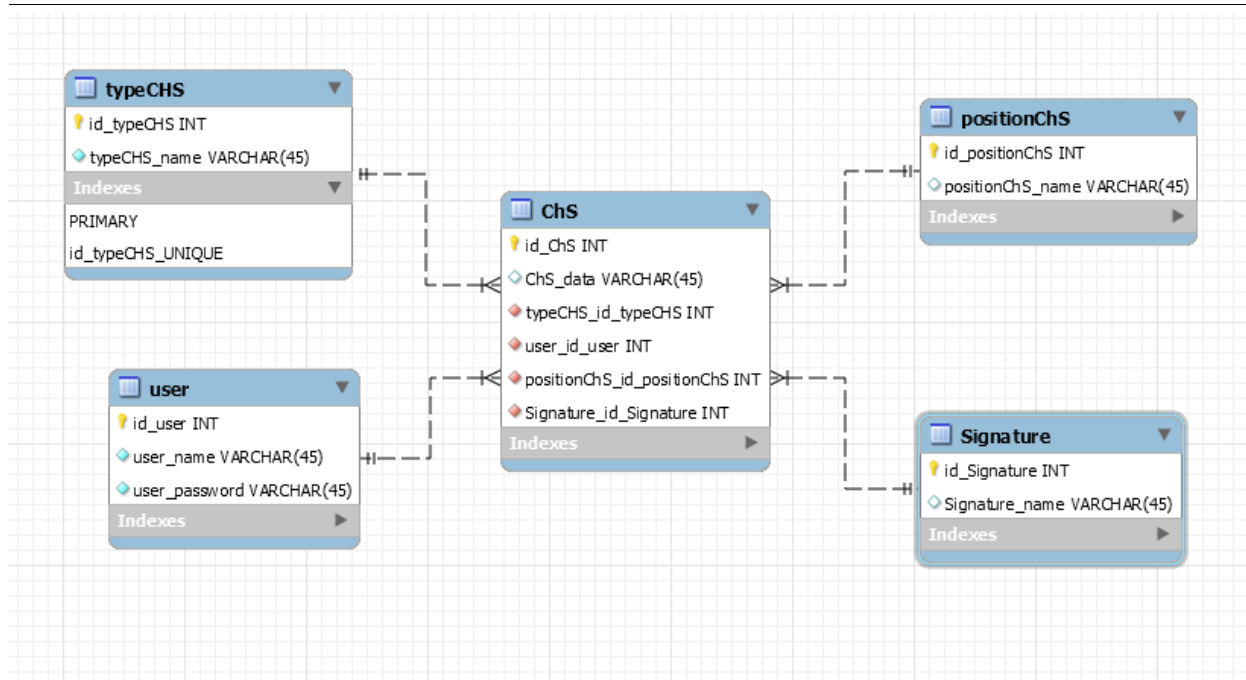 typeCHS
id_typeCHS INT
typeCHS_name VARCHAR(45)
Indexes
PRIMARY
id_typeCHS_UNIQUE
user
id_user INT
user_name VARCHAR(45)
user_password VARCHAR(45)
Indexes
ChS
id_ChS INT
ChS_data VARCHAR(45)
typeCHS_id_typeCHS INT
user_id_user INT
positionChS_id_positionChS INT
Signature_id_Signature INT
Indexes
positionChS
id_positionChS INT
positionChS_name VARCHAR(45)
Indexes
Signature
id_Signature INT
Signature_name VARCHAR(45)
Indexes